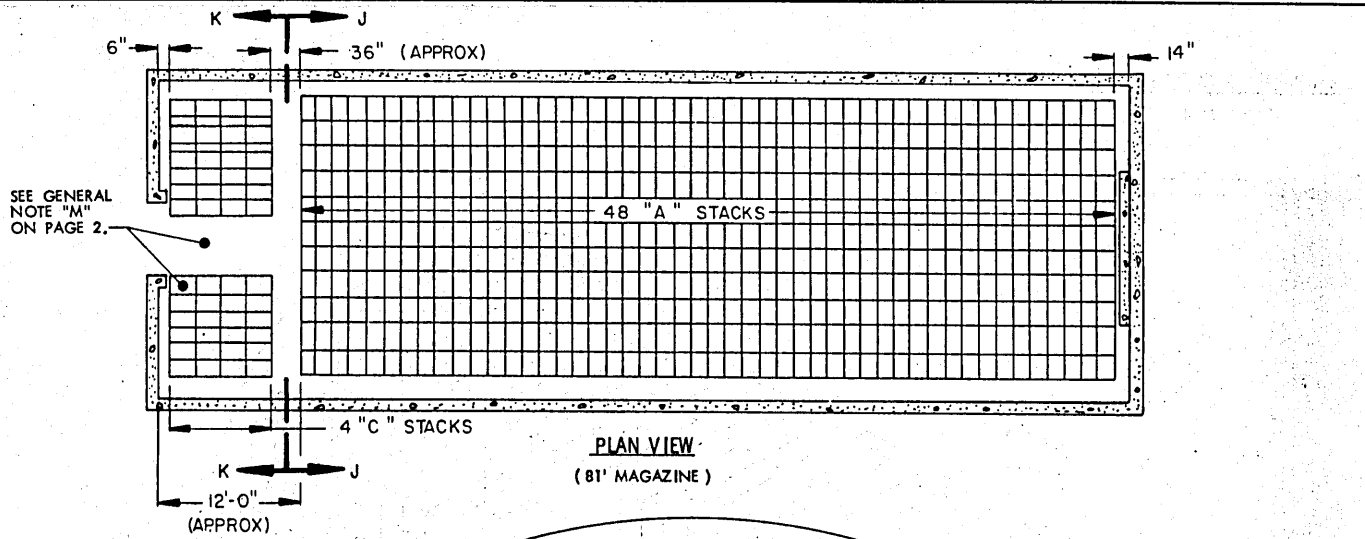 K J
6" 36" (APPROX) 14"
SEE GENERAL
NOTE "M"
ON PAGE 2.
48 "A" STACKS
4 "C" STACKS
PLAN VIEW
(81' MAGAZINE)
K J
12'-0"
(APPROX)